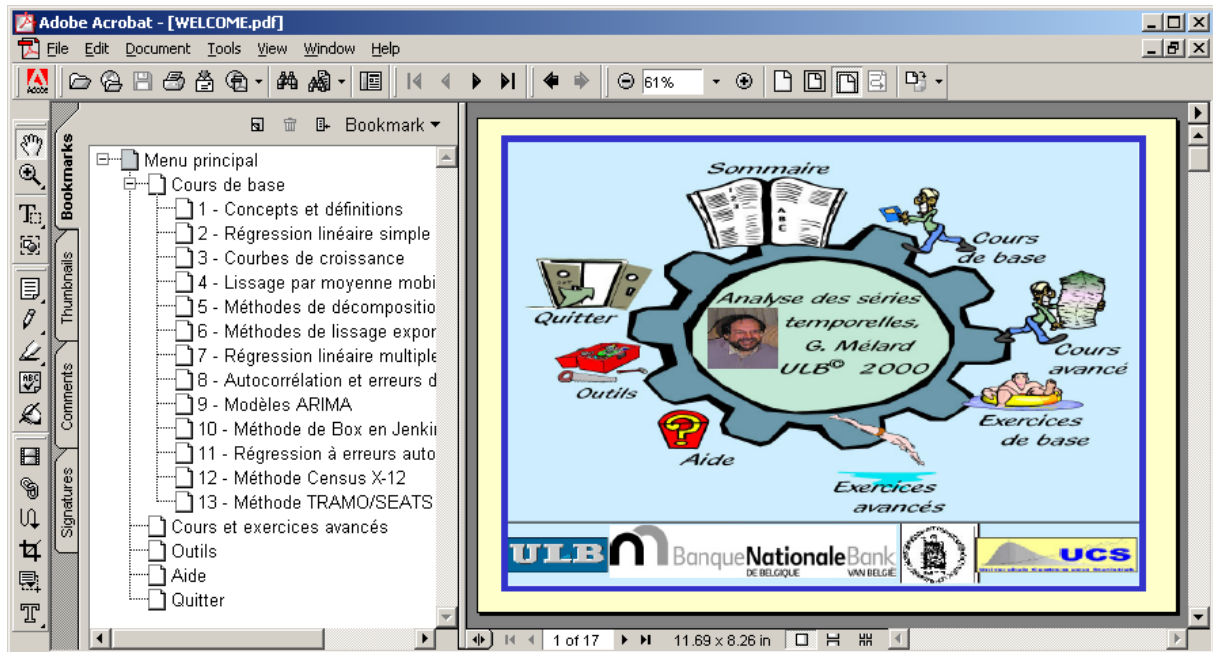 Adobe Acrobat - [WELCOME.pdf]
File Edit Document Tools View Window Help
Adobe
61%
Bookmark
Bookmarks
Thumbnails
Comments
Signatures
Menu principal
Cours de base
1 - Concepts et définitions
2 - Régression linéaire simple
3 - Courbes de croissance
4 - Lissage par moyenne mobi
5 - Méthodes de décompositio
6 - Méthodes de lissage expor
7 - Régression linéaire multiple
8 - Autocorrélation et erreurs d
9 - Modèles ARIMA
10 - Méthode de Box en Jenki
11 - Régression à erreurs auto
12 - Méthode Census X-12
13 - Méthode TRAMO/SEATS
Cours et exercices avancés
Outils
Aide
Quitter
Sommaire
1 2 3
A B C
Cours
de base
Cours
avancé
Exercices
de base
Exercices
avancés
Aide
Outils
Quitter
Analyse des séries
temporelles,
G. Mélard
ULB© 2000
ULB
BanqueNationaleBank
DE BELGIQUE VAN BELGIË
UCS
1 of 17
11.69 x 8.26 in